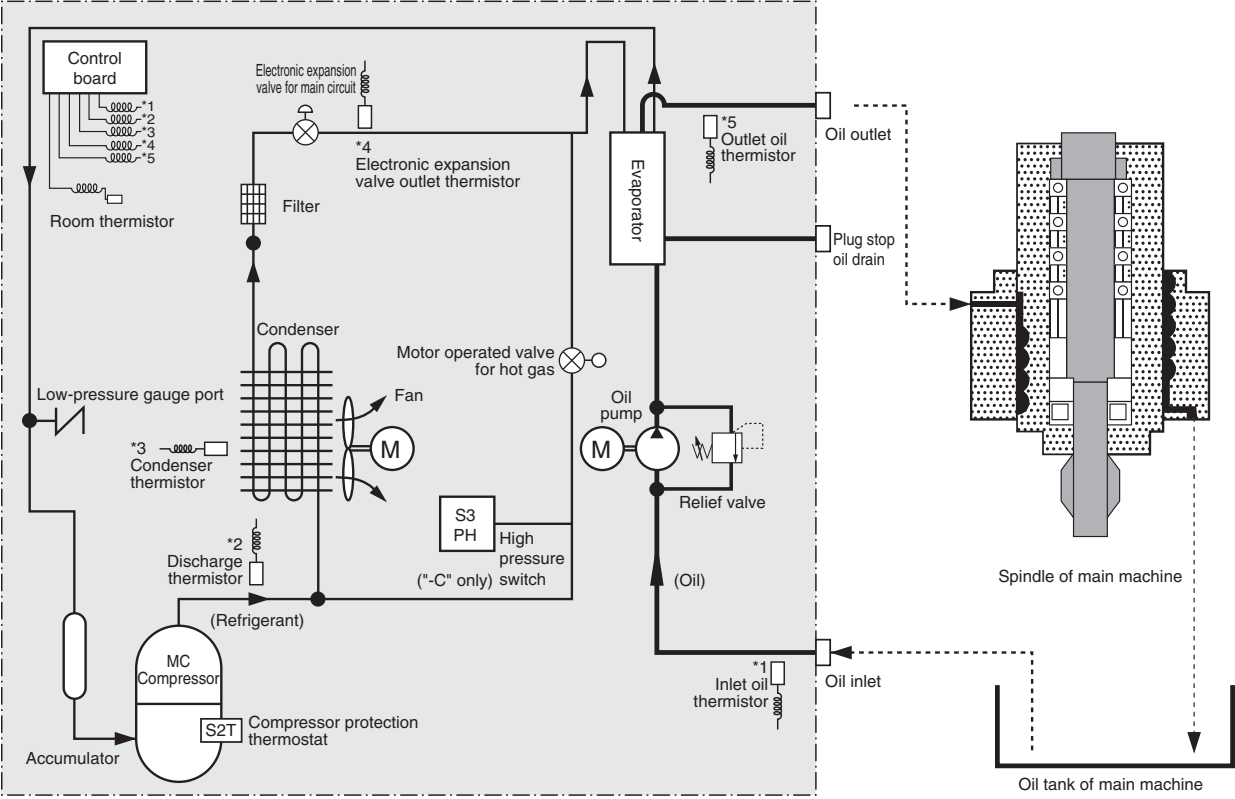 Control
board
*1
*2
*3
*4
*5
Room thermistor
Electronic expansion
valve for main circuit
*4
Electronic expansion
valve outlet thermistor
Filter
Evaporator
*5
Outlet oil
thermistor
Oil outlet
Plug stop
oil drain
Condenser
Motor operated valve
for hot gas
Low-pressure gauge port
Fan
M
*3
Condenser
thermistor
Oil
pump
M
Relief valve
S3
PH
High
pressure
("-C" only) switch
*2
Discharge
thermistor
(Oil)
(Refrigerant)
Spindle of main machine
MC
Compressor
S2T
Compressor protection
thermostat
Accumulator
*1
Inlet oil
thermistor
Oil inlet
Oil tank of main machine